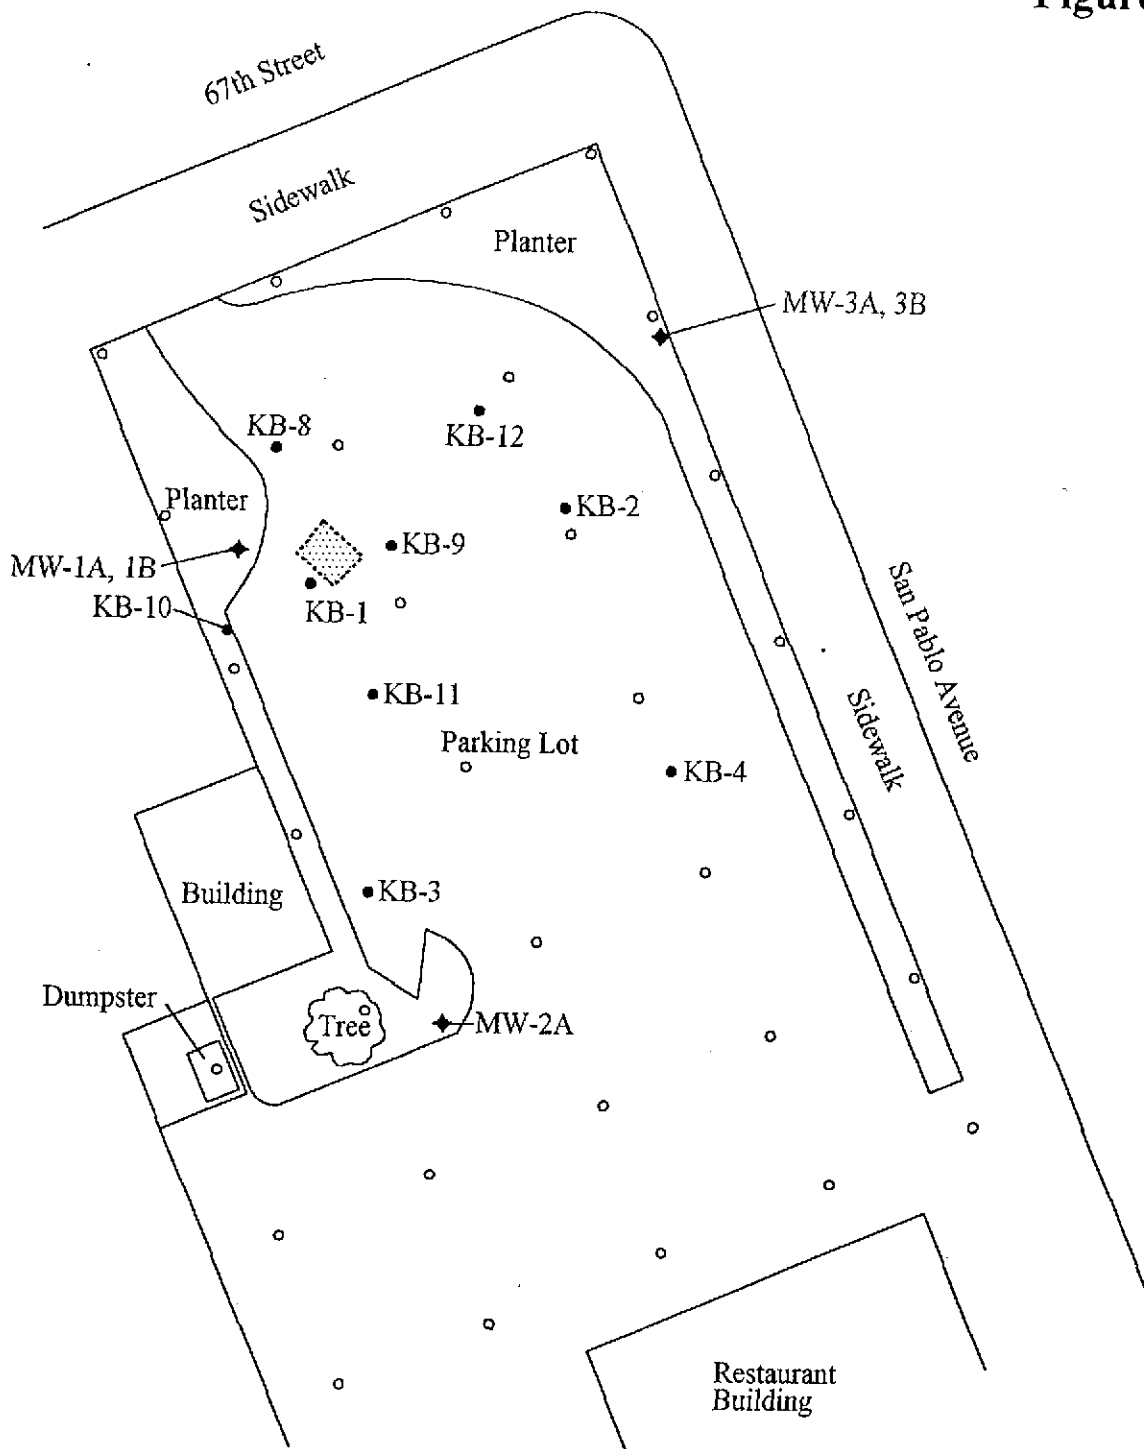 Figure
67th Street
Sidewalk
Planter
MW-3A, 3B
KB-8
KB-12
Planter
KB-2
KB-9
MW-1A, 1B
KB-10
KB-1
San Pablo Avenue
KB-11
Sidewalk
Parking Lot
KB-4
Building
KB-3
Dumpster
Tree
MW-2A
Restaurant
Building